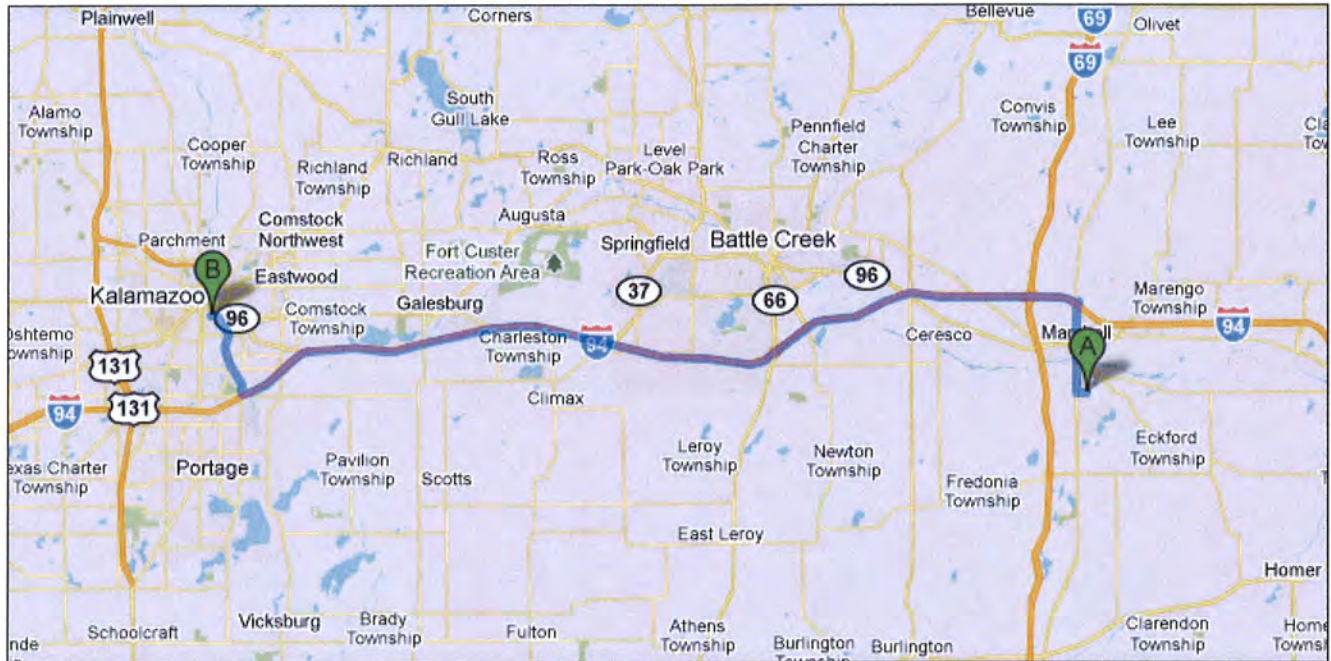 Plainwell
Corners
Bellevue
69
Olivet
69
Alamo
Township
South
Gull Lake
Convis
Township
Lee
Township
Cooper
Township
Richland
Township
Richland
Ross
Township
Level
Park-Oak Park
Pennfield
Charter
Township
Comstock
Northwest
Augusta
Parchment
Fort Custer
Recreation Area
Springfield
Battle Creek
B
Eastwood
96
Kalamazoo
37
66
Marengo
Township
96
Comstock
Township
Galesburg
Oshtemo
ownship
Charleston
Township
94
Ceresco
94
A
131
131
94
Climax
Portage
Pavilion
Township
Scotts
Leroy
Township
Newton
Township
Eckford
Township
exas Charter
Township
Fredonia
Township
East Leroy
Homer
Schoolcraft
Vicksburg
Brady
Township
Fulton
Athens
Township
Burlington
Burlington
Clarendon
Township
nde